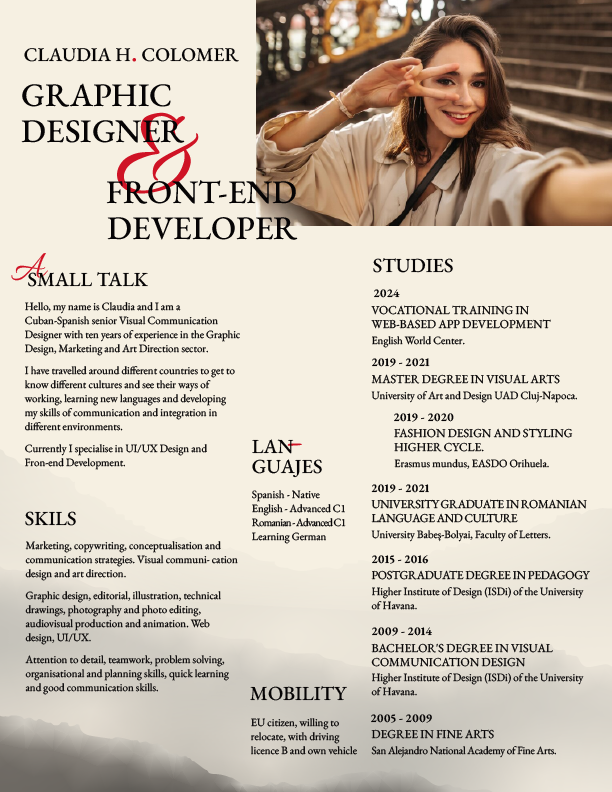 CLAUDIA H. COLOMER
GRAPHIC
DESIGNER
&
FRONT-END
DEVELOPER
A
SMALL TALK
Hello, my name is Claudia and I am a
Cuban-Spanish senior Visual Communication
Designer with ten years of experience in the Graphic
Design, Marketing and Art Direction sector.
I have travelled around different countries to get to
know different cultures and see their ways of
working, learning new languages and developing
my skills of communication and integration in
different environments.
Currently I specialise in UI/UX Design and
Fron-end Development.
SKILS
Marketing, copywriting, conceptualisation and
communication strategies. Visual communi- cation
design and art direction.
Graphic design, editorial, illustration, technical
drawings, photography and photo editing,
audiovisual production and animation. Web
design, UI/UX.
Attention to detail, teamwork, problem solving,
organisational and planning skills, quick learning
and good communication skills.
LAN-
GUAJES
Spanish - Native
English - Advanced C1
Romanian - Advanced C1
Learning German
MOBILITY
EU citizen, willing to
relocate, with driving
licence B and own vehicle
STUDIES
2024
VOCATIONAL TRAINING IN
WEB-BASED APP DEVELOPMENT
English World Center.
2019 - 2021
MASTER DEGREE IN VISUAL ARTS
University of Art and Design UAD Cluj-Napoca.
2019 - 2020
FASHION DESIGN AND STYLING
HIGHER CYCLE.
Erasmus mundus, EASDO Orihuela.
2019 - 2021
UNIVERSITY GRADUATE IN ROMANIAN
LANGUAGE AND CULTURE
University Babeș-Bolyai, Faculty of Letters.
2015 - 2016
POSTGRADUATE DEGREE IN PEDAGOGY
Higher Institute of Design (ISDi) of the University
of Havana.
2009 - 2014
BACHELOR'S DEGREE IN VISUAL
COMMUNICATION DESIGN
Higher Institute of Design (ISDi) of the University
of Havana.
2005 - 2009
DEGREE IN FINE ARTS
San Alejandro National Academy of Fine Arts.